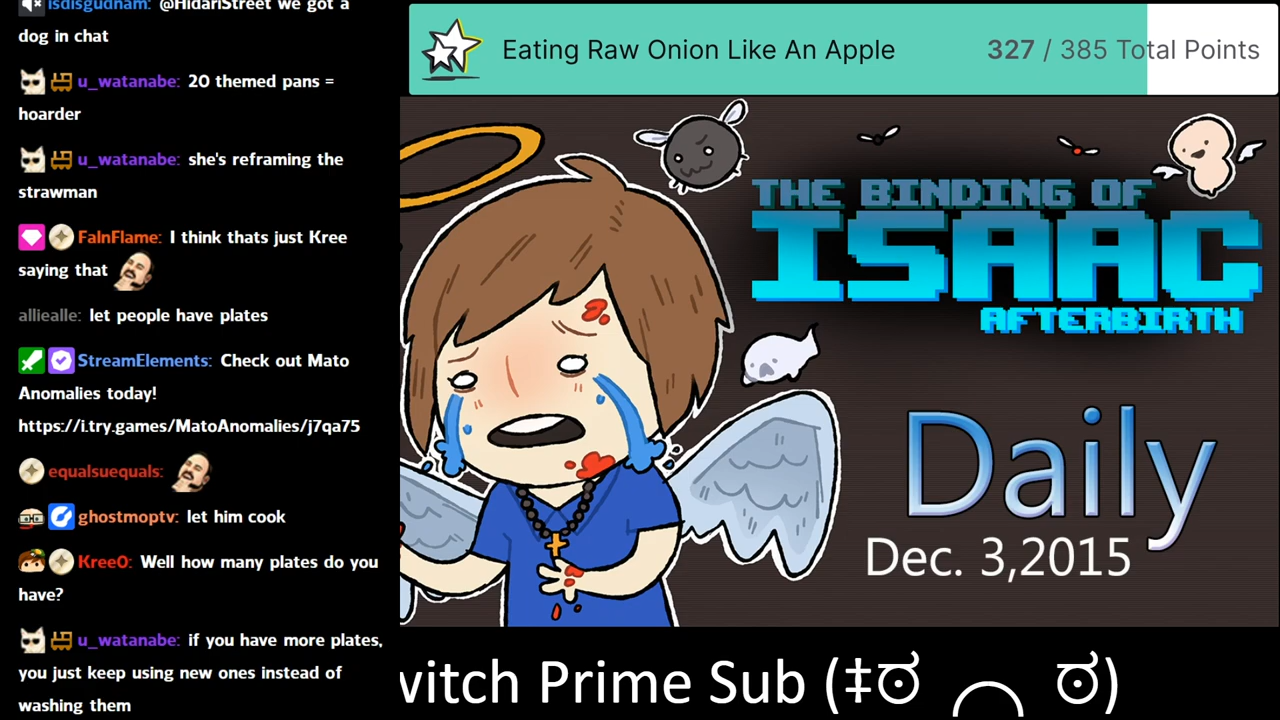 isdisgudnam: @HidariStreet we got a
dog in chat
u_watanabe: 20 themed pans =
hoarder
u_watanabe: she's reframing the
strawman
FalnFlame: I think thats just Kree
saying that
alliealle: let people have plates
StreamElements: Check out Mato
Anomalies today!
https://i.try.games/MatoAnomalies/j7qa75
equalsuequals:
ghostmoptv: let him cook
KreeO: Well how many plates do you
have?
u_watanabe: if you have more plates,
you just keep using new ones instead of
washing them
Eating Raw Onion Like An Apple 327 / 385 Total Points
THE BINDING OF
ISAAC
AFTERBIRTH
Daily
Dec. 3,2015
witch Prime Sub (‡ಠ ⁔ ಠ)